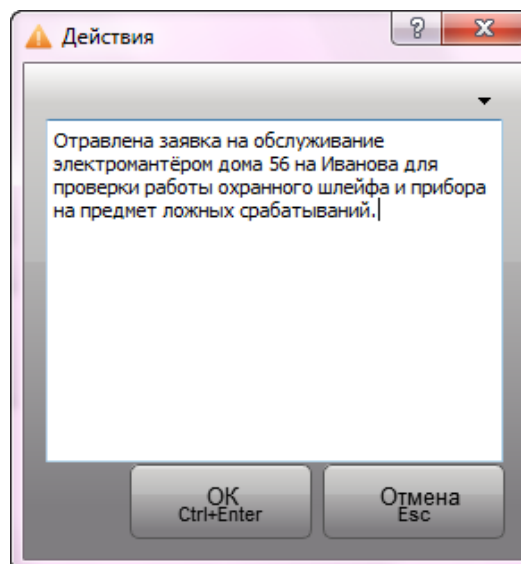 Действия
?
X
Отравлена заявка на обслуживание
электромантёром дома 56 на Иванова для
проверки работы охранного шлейфа и прибора
на предмет ложных срабатываний.
ОК
Ctrl+Enter
Отмена
Esc